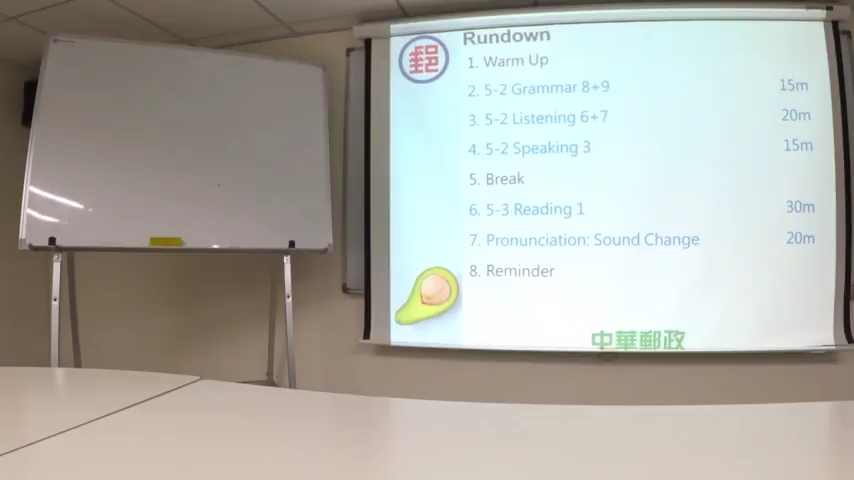 郵
Rundown
1. Warm Up
2. 5-2 Grammar 8+9 15m
3. 5-2 Listening 6+7 20m
4. 5-2 Speaking 3 15m
5. Break
6. 5-3 Reading 1 30m
7. Pronunciation: Sound Change 20m
8. Reminder
中華郵政